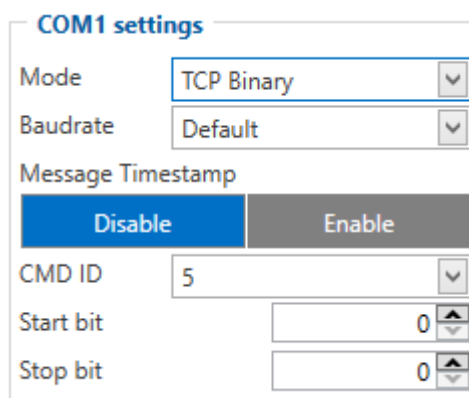 COM1 settings
Mode TCP Binary
Baudrate Default
Message Timestamp
Disable Enable
CMD ID 5
Start bit 0
Stop bit 0